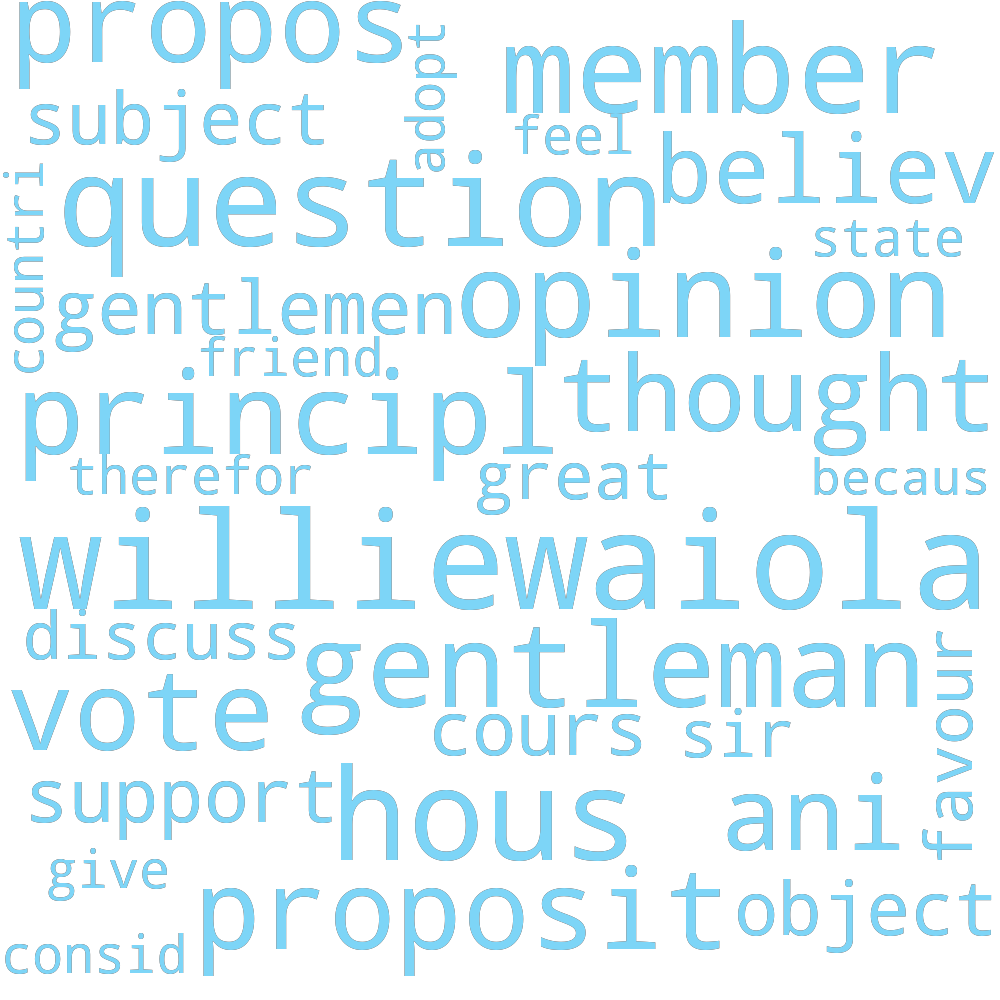 propos
adopt
member
subject
feel
believ
question
countri
state
gentlemen
opinion
friend
thought
principl
therefor
great
becaus
williewaiola
discuss
gentleman
favour
vote
cours
sir
support
hous
ani
give
proposit
object
consid